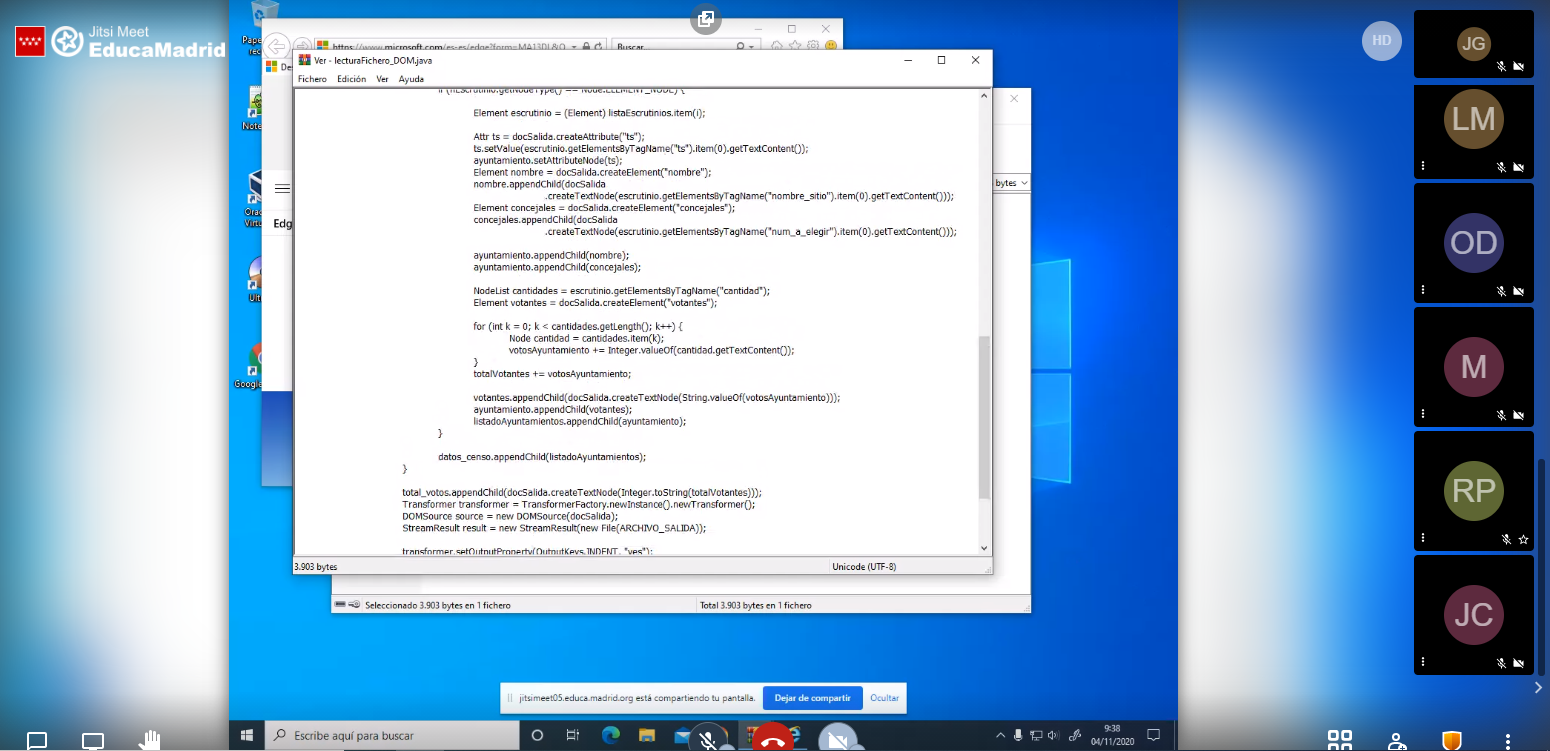 Jitsi Meet
EducaMadrid
https://www.microsoft.com/es-es/edge?form=MA13DL&O
Buscar...
Ver - lecturaFichero_DOM.java
Fichero Edición Ver Ayuda
if (nEscrutinio.getNodeType() == Node.ELEMENT_NODE) {
Element escrutinio = (Element) listaEscrutinios.item(i);
Attr ts = docSalida.createAttribute("ts");
ts.setValue(escrutinio.getElementsByTagName("ts").item(0).getTextContent());
ayuntamiento.setAttributeNode(ts);
Element nombre = docSalida.createElement("nombre");
nombre.appendChild(docSalida
.createTextNode(escrutinio.getElementsByTagName("nombre_sitio").item(0).getTextContent()));
Element concejales = docSalida.createElement("concejales");
concejales.appendChild(docSalida
.createTextNode(escrutinio.getElementsByTagName("num_a_elegir").item(0).getTextContent()));
ayuntamiento.appendChild(nombre);
ayuntamiento.appendChild(concejales);
NodeList cantidades = escrutinio.getElementsByTagName("cantidad");
Element votantes = docSalida.createElement("votantes");
for (int k = 0; k < cantidades.getLength(); k++) {
Node cantidad = cantidades.item(k);
votosAyuntamiento += Integer.valueOf(cantidad.getTextContent());
}
totalVotantes += votosAyuntamiento;
votantes.appendChild(docSalida.createTextNode(String.valueOf(votosAyuntamiento)));
ayuntamiento.appendChild(votantes);
listadoAyuntamientos.appendChild(ayuntamiento);
}
datos_censo.appendChild(listadoAyuntamientos);
}
total_votos.appendChild(docSalida.createTextNode(Integer.toString(totalVotantes)));
Transformer transformer = TransformerFactory.newInstance().newTransformer();
DOMSource source = new DOMSource(docSalida);
StreamResult result = new StreamResult(new File(ARCHIVO_SALIDA));
transformer.setOutputProperty(OutputKeys.INDENT, "yes");
3.903 bytes
Unicode (UTF-8)
bytes
Seleccionado 3.903 bytes en 1 fichero
Total 3.903 bytes en 1 fichero
Pape
rec
De
Note
Orac
Virtu
Edg
Ult
Google
jitsimeet05.educa.madrid.org está compartiendo tu pantalla.
Dejar de compartir
Ocultar
Escribe aquí para buscar
9:38
04/11/2020
HD
JG
LM
OD
M
RP
JC